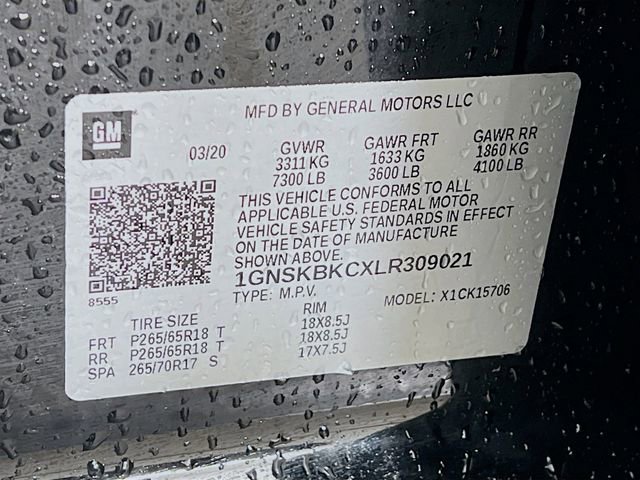 MFD BY GENERAL MOTORS LLC
GM
03/20 GVWR GAWR FRT GAWR RR
3311 KG 1633 KG 1860 KG
7300 LB 3600 LB 4100 LB
THIS VEHICLE CONFORMS TO ALL
APPLICABLE U.S. FEDERAL MOTOR
VEHICLE SAFETY STANDARDS IN EFFECT
ON THE DATE OF MANUFACTURE
SHOWN ABOVE.
1GNSKBKCXLR309021
8555
TYPE: M.P.V. MODEL: X1CK15706
TIRE SIZE RIM
FRT P265/65R18 T 18X8.5J
RR P265/65R18 T 18X8.5J
SPA 265/70R17 S 17X7.5J